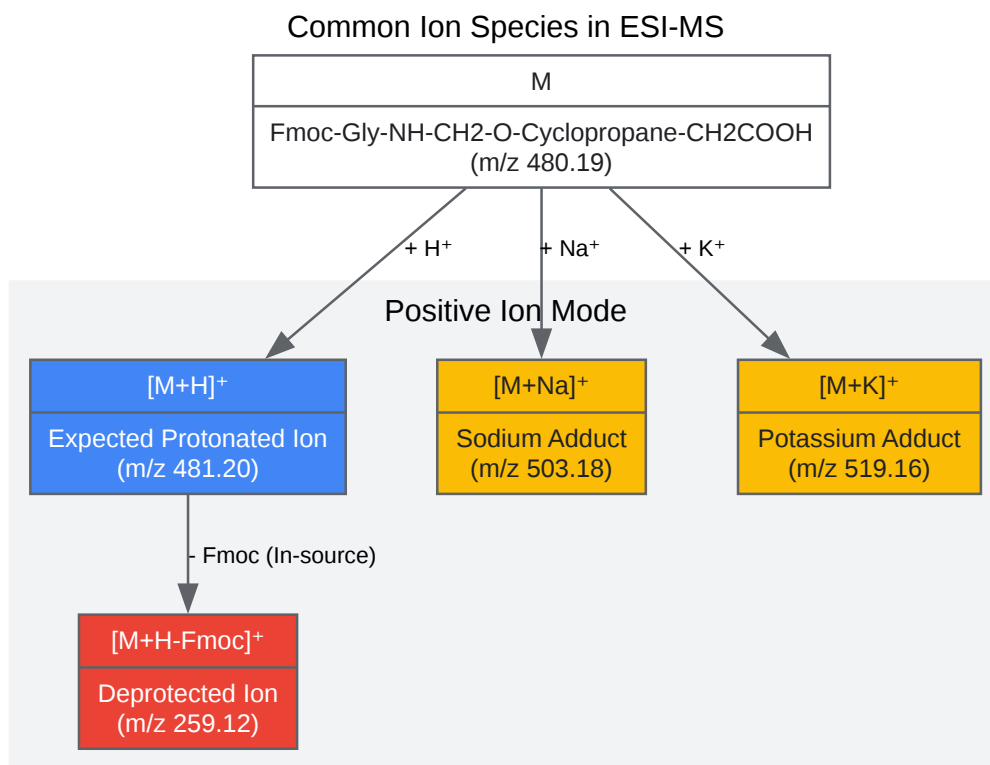 Common Ion Species in ESI-MS
M
Fmoc-Gly-NH-CH2-O-Cyclopropane-CH2COOH
(m/z 480.19)
+ H⁺
+ Na⁺
+ K⁺
Positive Ion Mode
[M+H]⁺
Expected Protonated Ion
(m/z 481.20)
[M+Na]⁺
Sodium Adduct
(m/z 503.18)
[M+K]⁺
Potassium Adduct
(m/z 519.16)
- Fmoc (In-source)
[M+H-Fmoc]⁺
Deprotected Ion
(m/z 259.12)